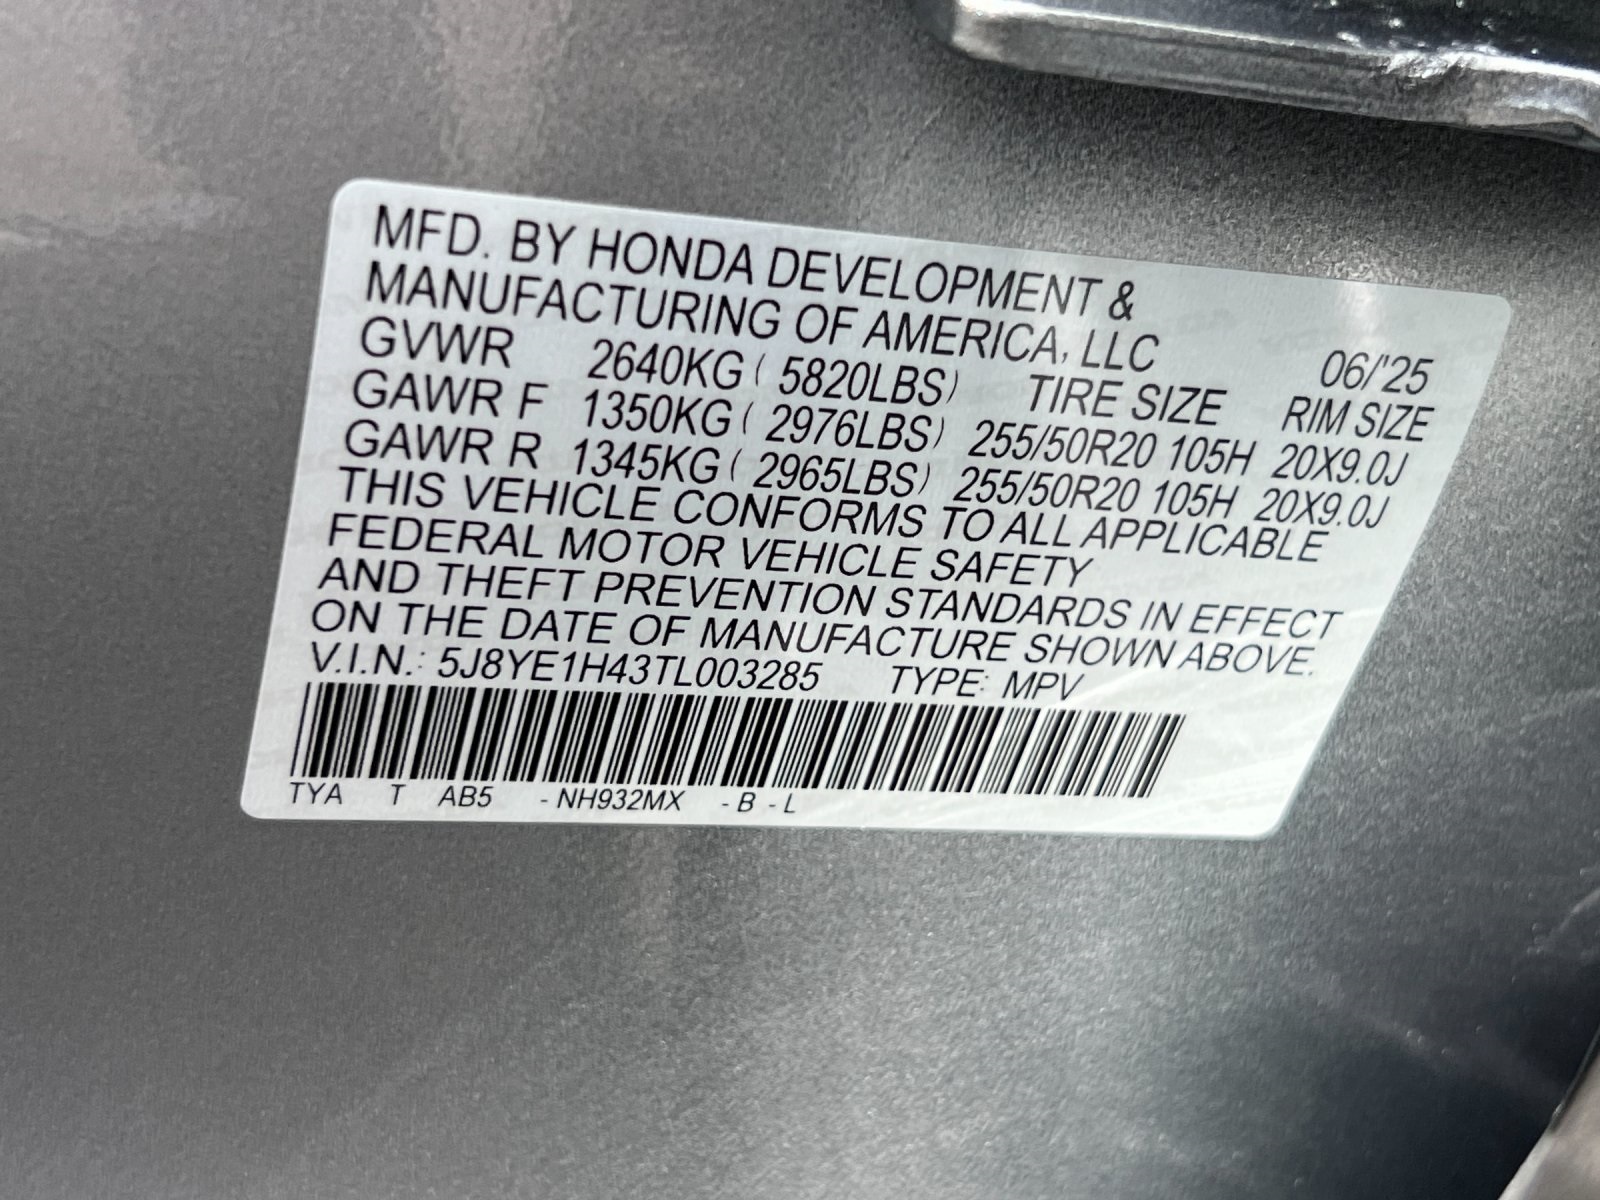 MFD. BY HONDA DEVELOPMENT &
MANUFACTURING OF AMERICA, LLC 06/'25
GVWR 2640KG ( 5820LBS) TIRE SIZE RIM SIZE
GAWR F 1350KG ( 2976LBS) 255/50R20 105H 20X9.0J
GAWR R 1345KG ( 2965LBS) 255/50R20 105H 20X9.0J
THIS VEHICLE CONFORMS TO ALL APPLICABLE
FEDERAL MOTOR VEHICLE SAFETY
AND THEFT PREVENTION STANDARDS IN EFFECT
ON THE DATE OF MANUFACTURE SHOWN ABOVE.
V.I.N.: 5J8YE1H43TL003285 TYPE: MPV
TYA T AB5 -NH932MX -B -L